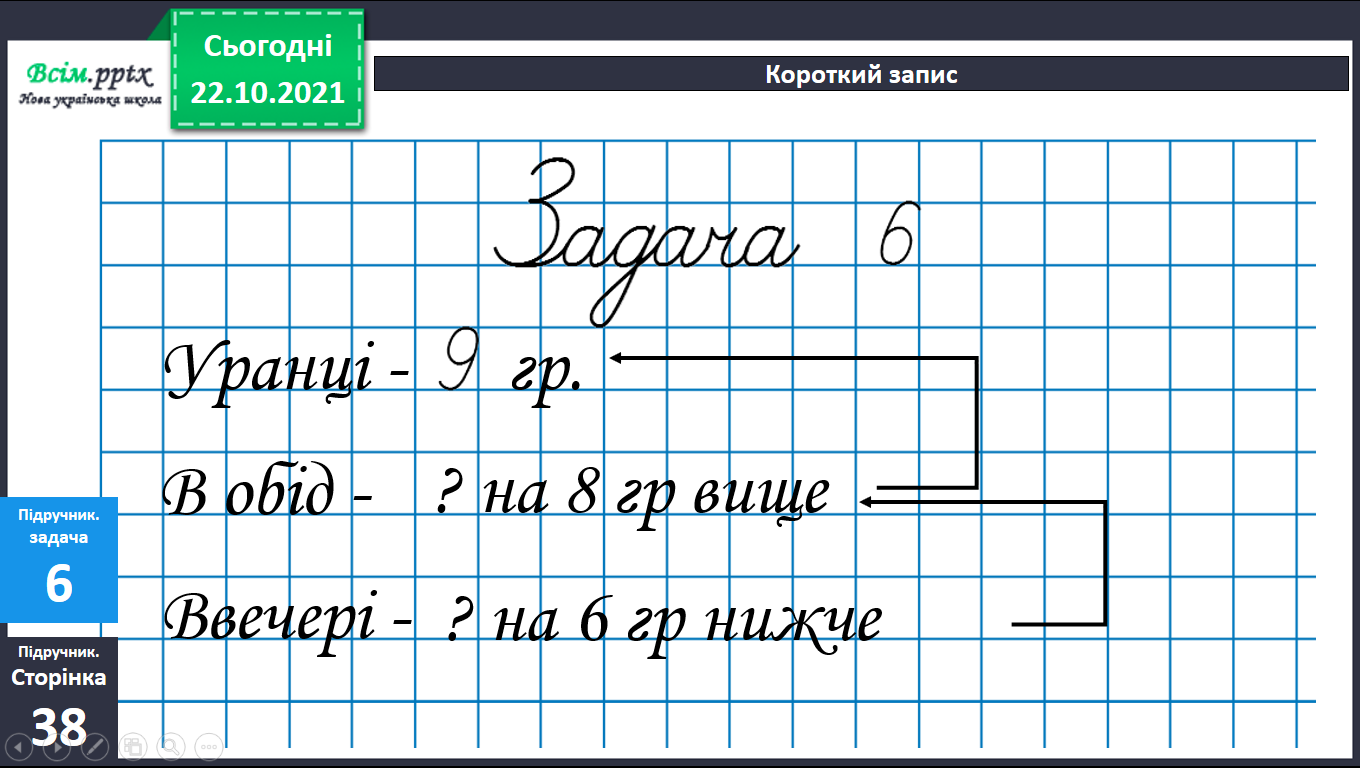 Всім.pptx
Нова українська школа
Сьогодні
22.10.2021
Короткий запис
Задача 6
Уранці - 9 гр.
В обід - ? на 8 гр вище
Ввечері - ? на 6 гр нижче
Підручник.
задача
6
Підручник.
Сторінка
38